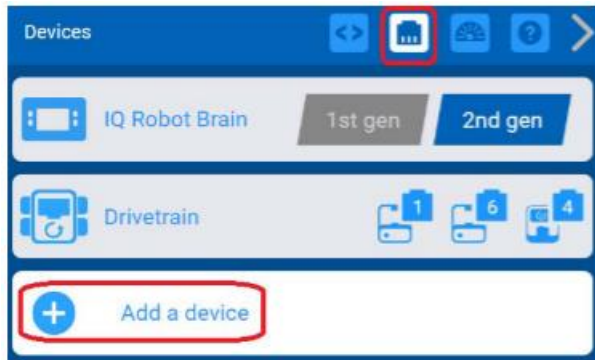 Devices <> ?
IQ Robot Brain 1st gen 2nd gen
Drivetrain 1 6 4
Add a device